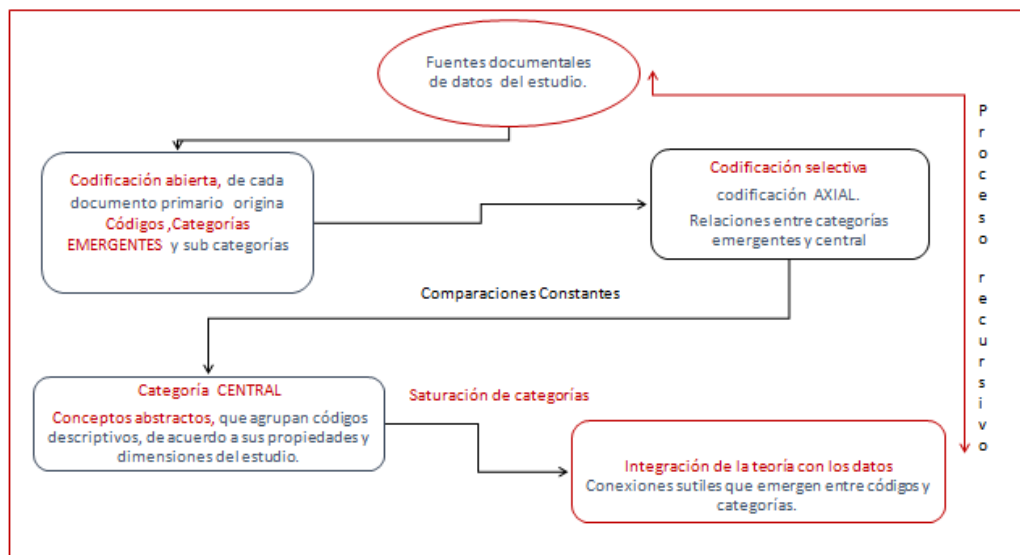 Fuentes documentales
de datos del estudio.
Codificación abierta, de cada
documento primario origina
Códigos ,Categorías
EMERGENTES y sub categorías
Codificación selectiva
codificación AXIAL.
Relaciones entre categorías
emergentes y central
Comparaciones Constantes
Categoría CENTRAL
Conceptos abstractos, que agrupan códigos
descriptivos, de acuerdo a sus propiedades y
dimensiones del estudio.
Saturación de categorías
Integración de la teoría con los datos
Conexiones sutiles que emergen entre códigos y
categorías.
Proceso recursivo